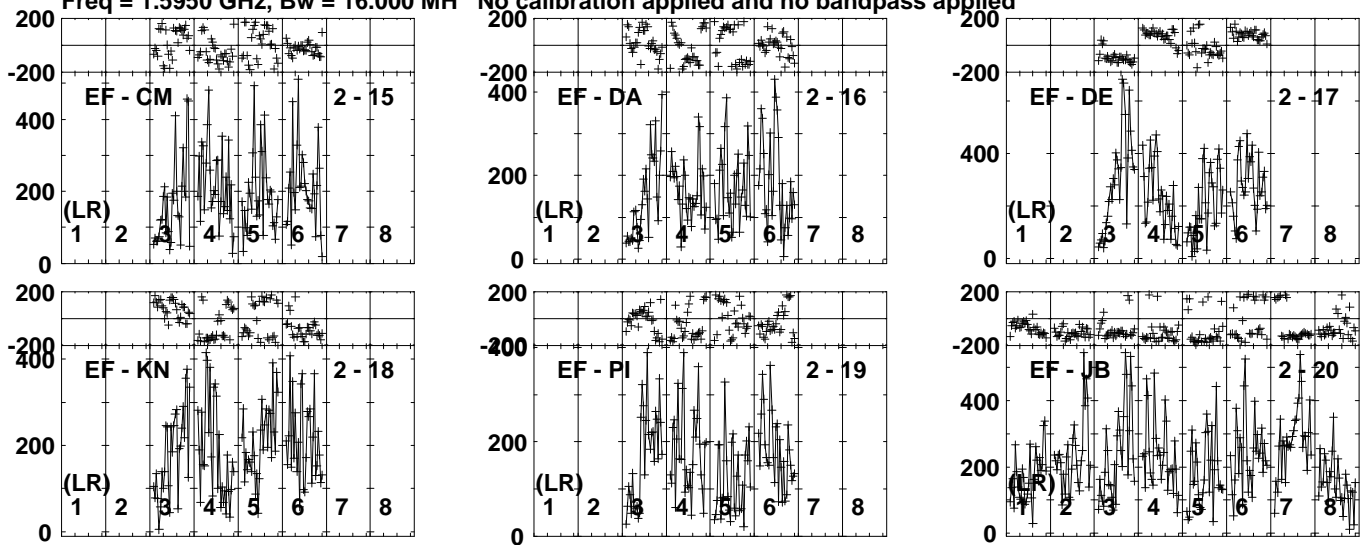 Freq = 1.5950 GHz, Bw = 16.000 MH No calibration applied and no bandpass applied
200
-200
EF - CM 2 - 15
400
200
(LR)
1 2 3 4 5 6 7 8
0
200
-200
EF - DA 2 - 16
400
200
(LR)
1 2 3 4 5 6 7 8
0
200
-200
EF - DE 2 - 17
400
200
(LR)
1 2 3 4 5 6 7 8
0
200
-200
400
EF - KN 2 - 18
200
(LR)
1 2 3 4 5 6 7 8
0
200
-200
400
EF - PI 2 - 19
200
(LR)
1 2 3 4 5 6 7 8
0
200
-200
EF - JB 2 - 20
400
200
(LR)
1 2 3 4 5 6 7 8
0